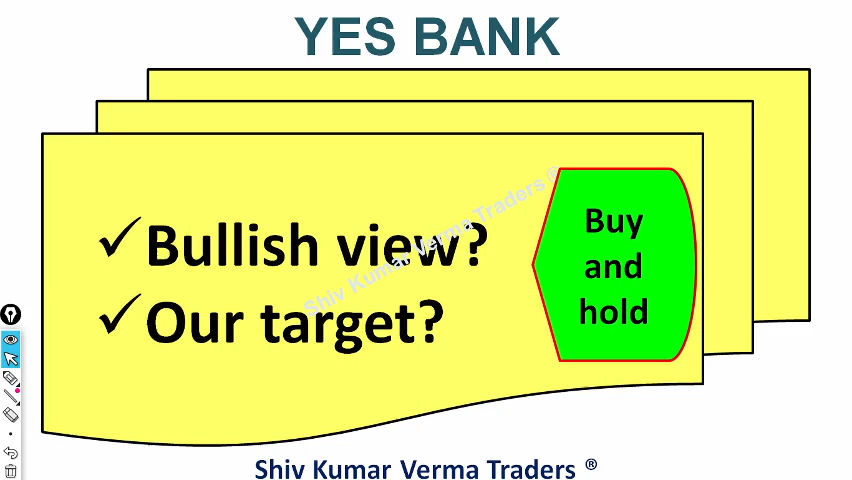 YES BANK
✓Bullish view?
✓Our target?
Buy
and
hold
Shiv Kumar Verma Traders ®
Shiv Kumar Verma Traders ®